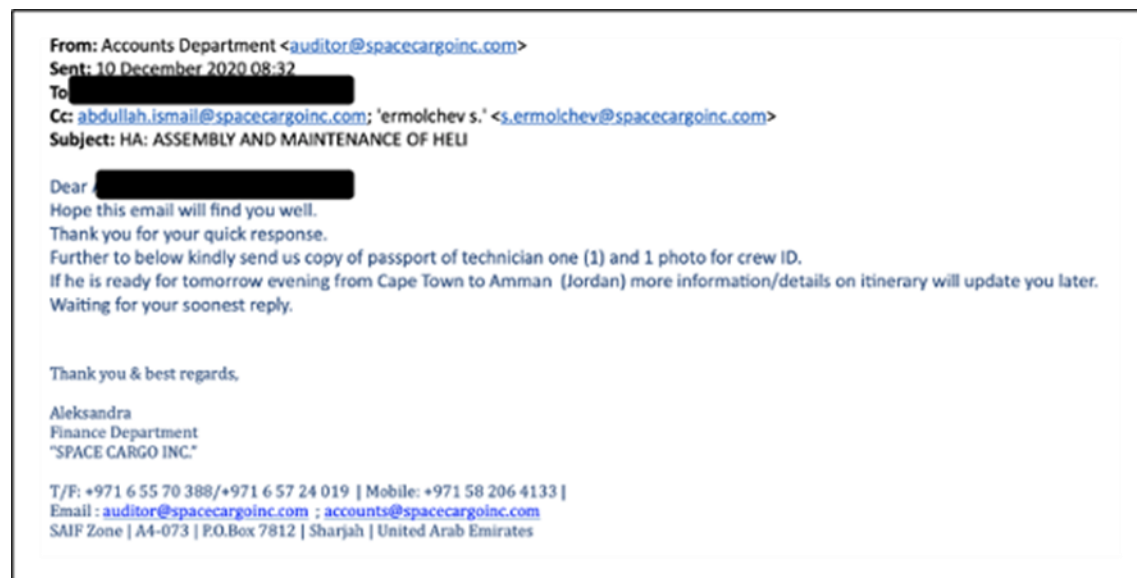 From: Accounts Department <auditor@spacecargoinc.com>
Sent: 10 December 2020 08:32
To
Cc: abdullah.ismail@spacecargoinc.com; 'ermolchev s.' <s.ermolchev@spacecargoinc.com>
Subject: HA: ASSEMBLY AND MAINTENANCE OF HELI
Dear
Hope this email will find you well.
Thank you for your quick response.
Further to below kindly send us copy of passport of technician one (1) and 1 photo for crew ID.
If he is ready for tomorrow evening from Cape Town to Amman (Jordan) more information/details on itinerary will update you later.
Waiting for your soonest reply.
Thank you & best regards,
Aleksandra
Finance Department
"SPACE CARGO INC."
T/F: +971 6 55 70 388/+971 6 57 24 019 | Mobile: +971 58 206 4133 |
Email : auditor@spacecargoinc.com ; accounts@spacecargoinc.com
SAIF Zone | A4-073 | P.O.Box 7812 | Sharjah | United Arab Emirates